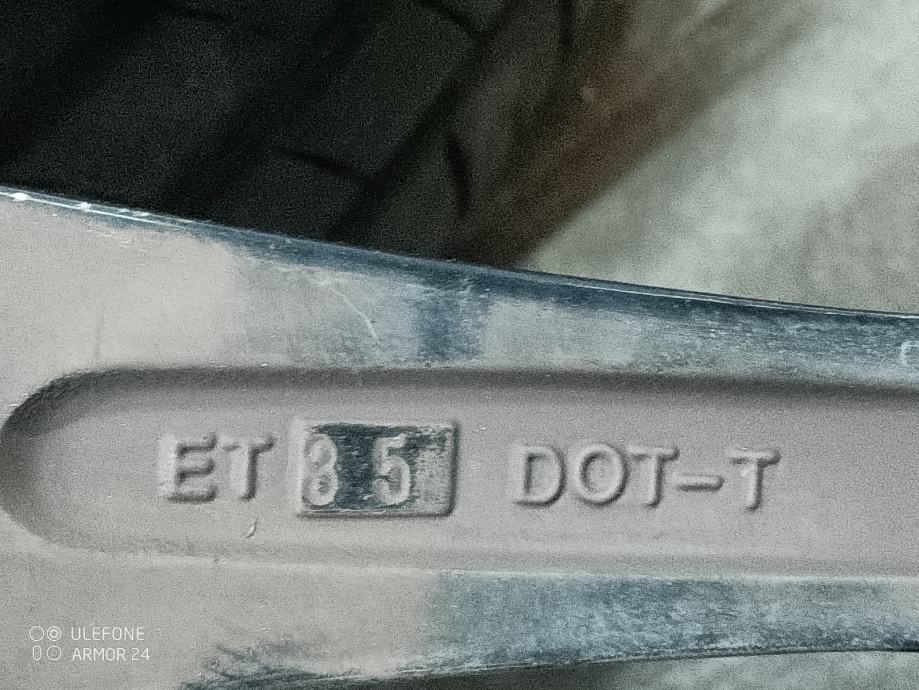 ET 35 DOT-T
ULEFONE
ARMOR 24